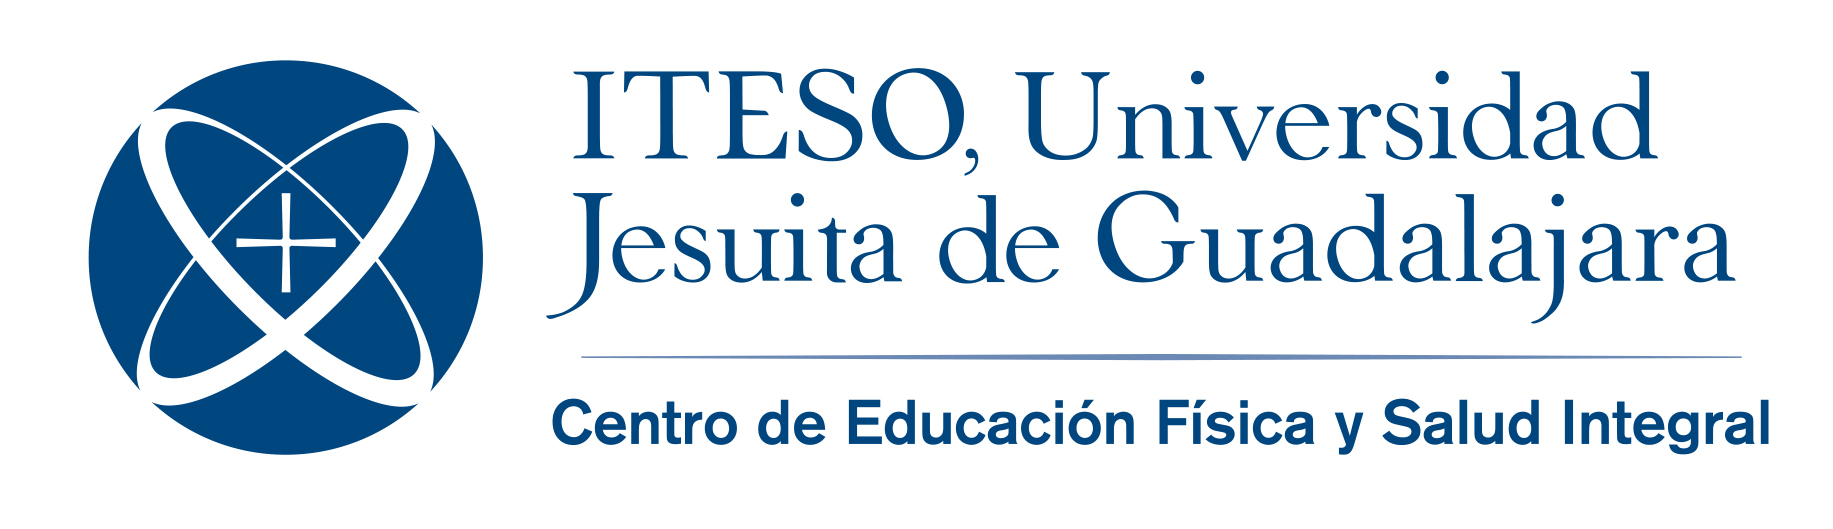 ITESO, Universidad
Jesuita de Guadalajara
Centro de Educación Física y Salud Integral